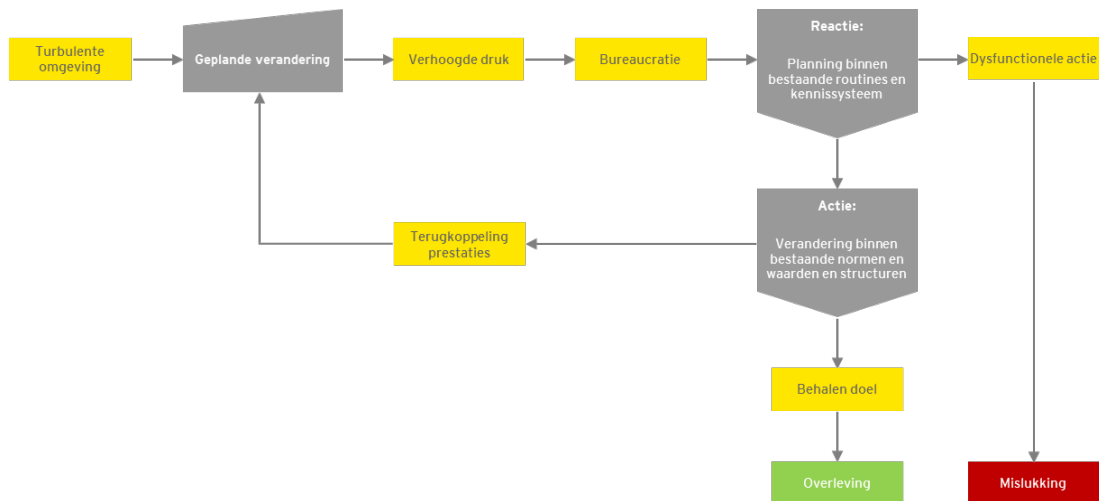 Turbulente
omgeving
Geplande verandering
Verhoogde druk
Bureaucratie
Reactie:
Planning binnen
bestaande routines en
kennissysteem
Dysfunctionele actie
Terugkoppeling
prestaties
Actie:
Verandering binnen
bestaande normen en
waarden en structuren
Behalen doel
Overleving
Mislukking